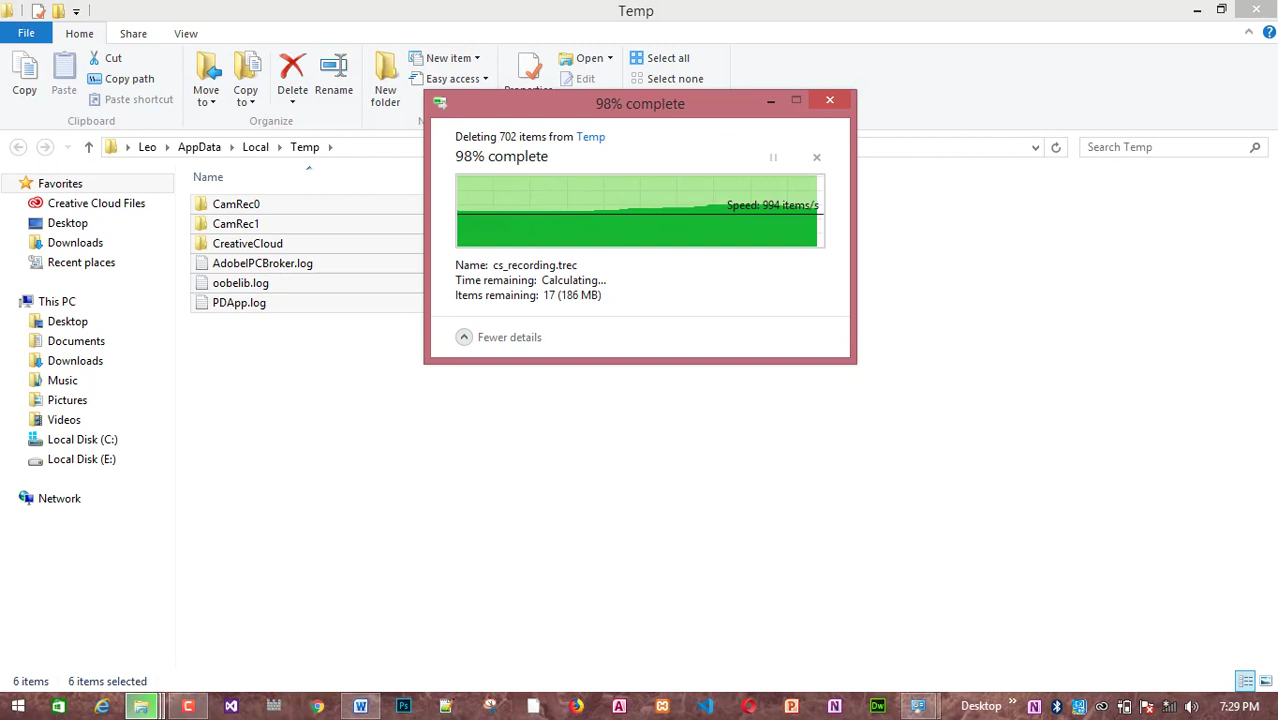 Temp
File
Home
Share
View
Copy
Paste
Cut
Copy path
Paste shortcut
Clipboard
Move to
Copy to
Delete
Rename
Organize
New folder
New item
Easy access
Open
Edit
Select all
Select none
98% complete
Deleting 702 items from Temp
98% complete
Speed: 994 items/s
Name: cs_recording.trec
Time remaining: Calculating...
Items remaining: 17 (186 MB)
Fewer details
Leo
AppData
Local
Temp
Search Temp
Name
CamRec0
CamRec1
CreativeCloud
AdobeIPCBroker.log
oobelib.log
PDApp.log
Favorites
Creative Cloud Files
Desktop
Downloads
Recent places
This PC
Desktop
Documents
Downloads
Music
Pictures
Videos
Local Disk (C:)
Local Disk (E:)
Network
6 items
6 items selected
Desktop
7:29 PM